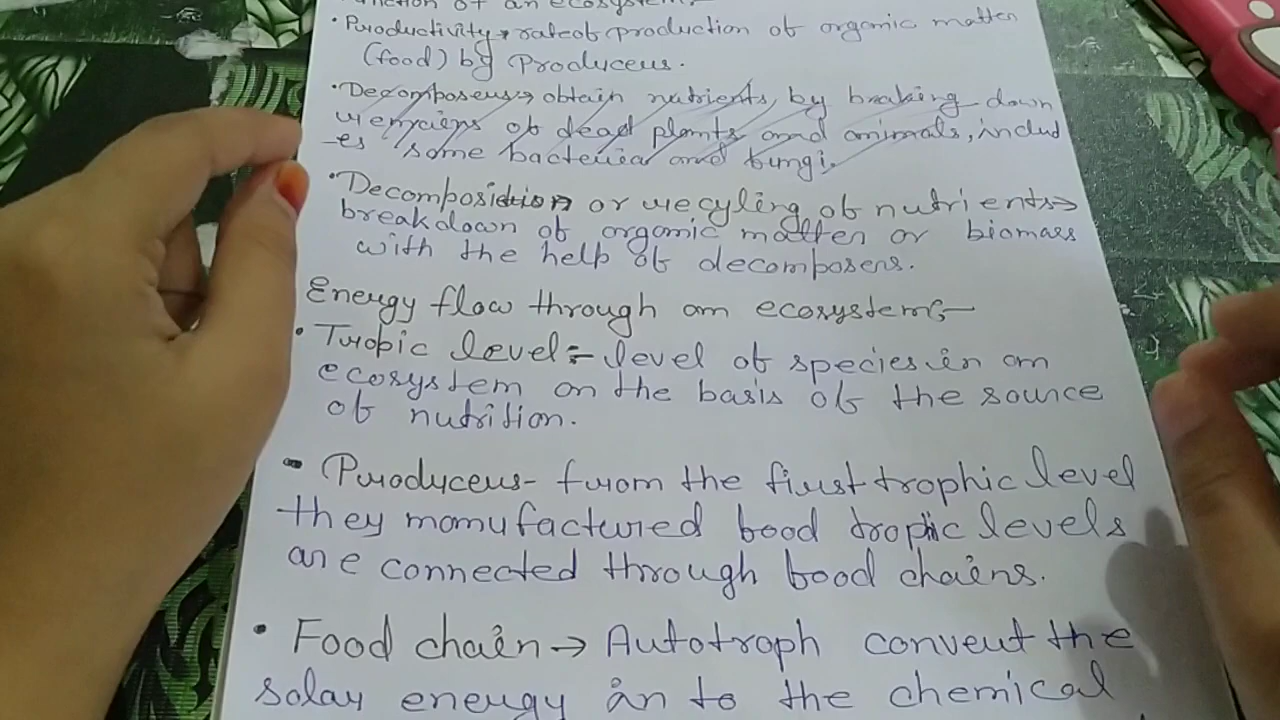 Function of an ecosystem-
• Productivity → rate of production of organic matter
(food) by Producers.
• Decomposers → obtain nutrients, by breaking down
remains of dead plants and animals, includ
-es some bacteria and fungi.
• Decomposition or recyling of nutrients →
breakdown of organic matter or biomass
with the help of decomposers.
Energy flow through an ecosystem:-
• Tropic level = level of species in an
ecosystem on the basis of the source
of nutrition.
- Producers - from the first trophic level
they manufactured food tropic levels
are connected through food chains.
• Food chain → Autotroph convert the
solar energy in to the chemical